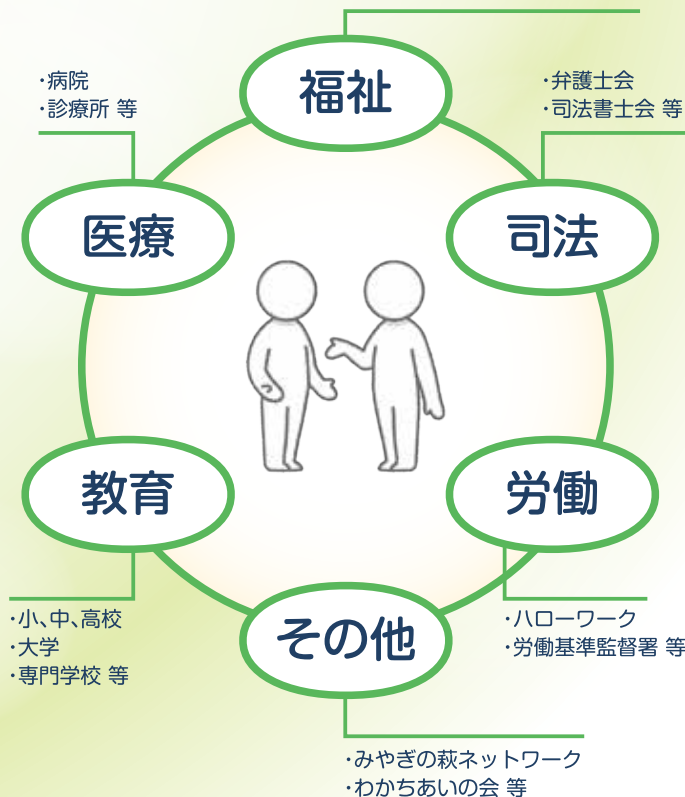 福祉
・病院
・診療所 等
・弁護士会
・司法書士会 等
医療
司法
教育
労働
・小、中、高校
・大学
・専門学校 等
その他
・ハローワーク
・労働基準監督署 等
・みやぎの萩ネットワーク
・わかちあいの会 等